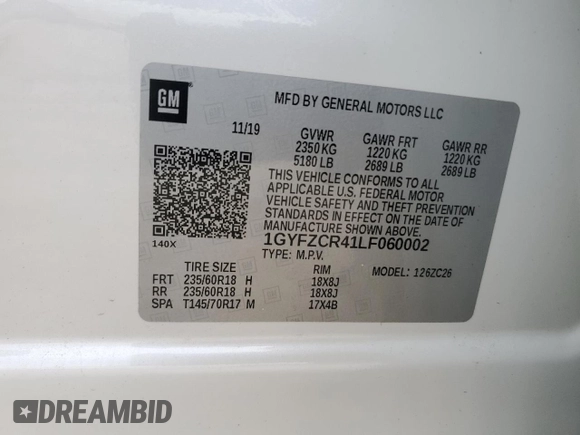 GM
MFD BY GENERAL MOTORS LLC
11/19 GVWR GAWR FRT GAWR RR
2350 KG 1220 KG 1220 KG
5180 LB 2689 LB 2689 LB
THIS VEHICLE CONFORMS TO ALL
APPLICABLE U.S. FEDERAL MOTOR
VEHICLE SAFETY AND THEFT PREVENTION
STANDARDS IN EFFECT ON THE DATE OF
MANUFACTURE SHOWN ABOVE.
140X 1GYFZCR41LF060002
TYPE: M.P.V. MODEL: 126ZC26
TIRE SIZE RIM
FRT 235/60R18 H 18X8J
RR 235/60R18 H 18X8J
SPA T145/70R17 M 17X4B
DREAMBID